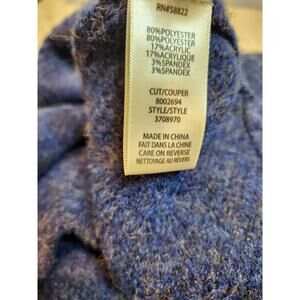 RN#58822
80%POLYESTER
80%POLYESTER
17%ACRYLIC
17%ACRYLIQUE
3%SPANDEX
3%SPANDEX
CUT/COUPER
8002694
STYLE/STYLE
3708970
MADE IN CHINA
FAIT DANS LA CHINE
CARE ON REVERSE
NETTOYAGE AU REVERS